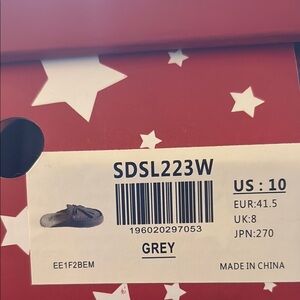 SDSL223W
196020297053
GREY
EE1F2BEM
US : 10
EUR:41.5
UK:8
JPN:270
MADE IN CHINA